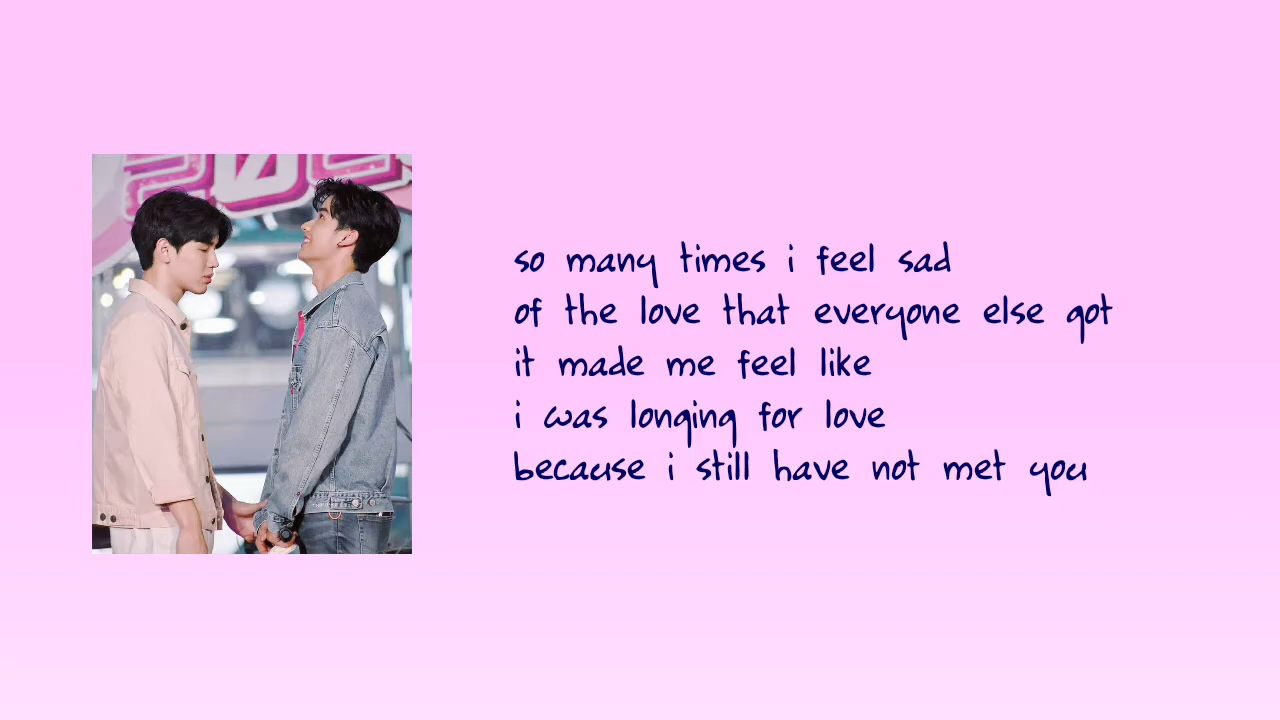 so many times i feel sad
of the love that everyone else got
it made me feel like
i was longing for love
because i still have not met you